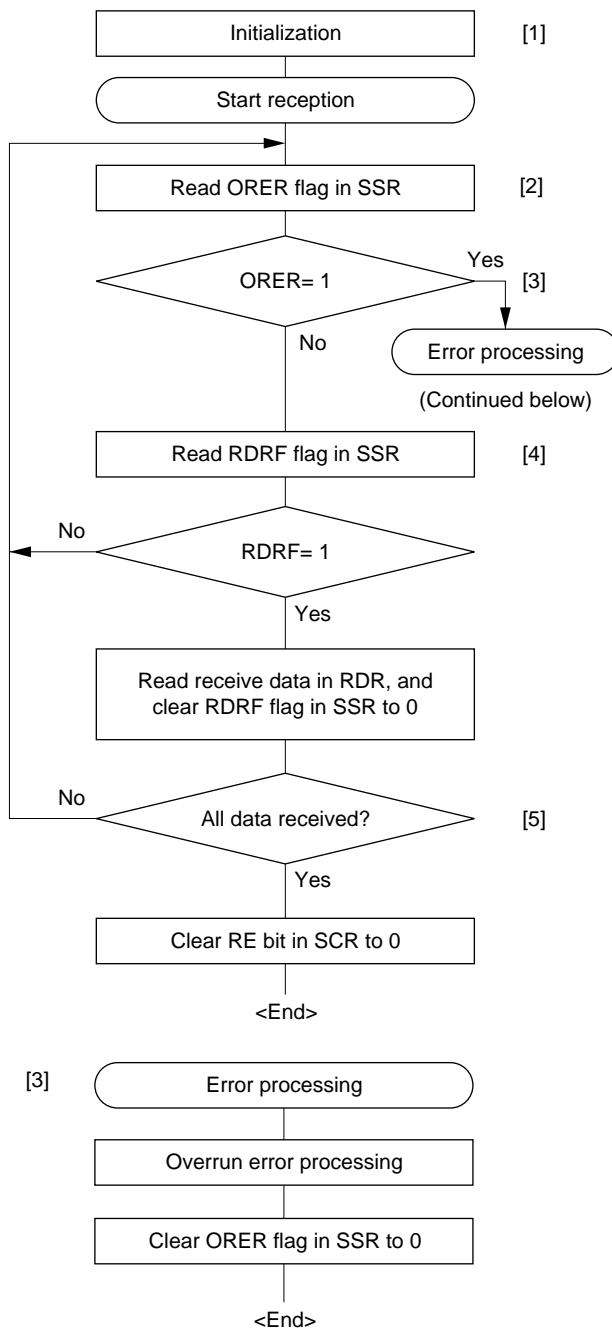 Initialization
[1]
Start reception
Read ORER flag in SSR
[2]
ORER= 1
Yes
[3]
No
Error processing
(Continued below)
Read RDRF flag in SSR
[4]
No
RDRF= 1
Yes
Read receive data in RDR, and
clear RDRF flag in SSR to 0
No
All data received?
[5]
Yes
Clear RE bit in SCR to 0
<End>
[3]
Error processing
Overrun error processing
Clear ORER flag in SSR to 0
<End>